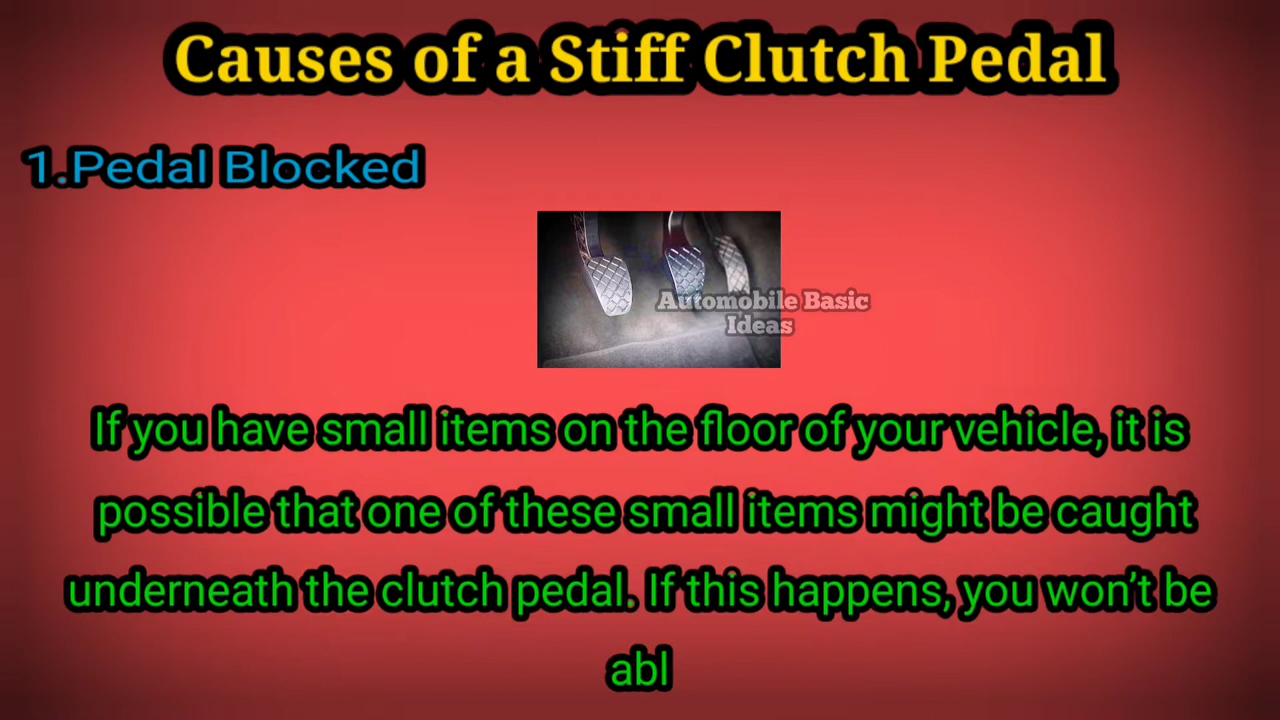 Causes of a Stiff Clutch Pedal
1.Pedal Blocked
Automobile Basic
Ideas
If you have small items on the floor of your vehicle, it is
possible that one of these small items might be caught
underneath the clutch pedal. If this happens, you won’t be
abl